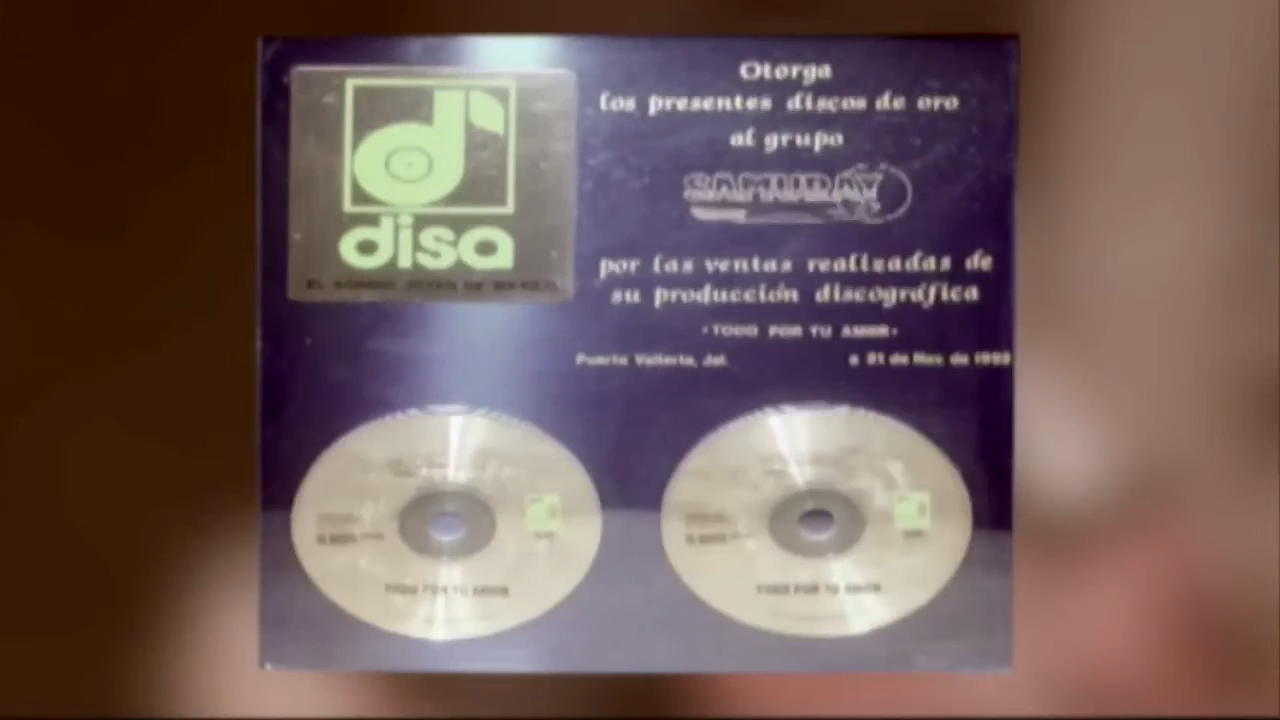 disa
Otorga
los presentes discos de oro
al grupo
SAMURAY
por las ventas realizadas de
su producción discográfica
"TODO POR TU AMOR"
Puerto Vallarta, Jal.
de
TODO POR TU AMOR
TODO POR TU AMOR